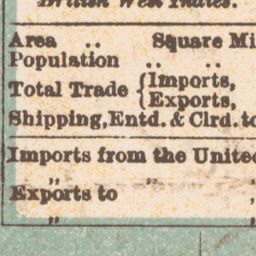 British West Indies.
Area .. Square Mi
Population .. ..
Total Trade {Imports,
{Exports,
Shipping, Entd. & Clrd. to
Imports from the Unite
„ „
Exports to „
„ „